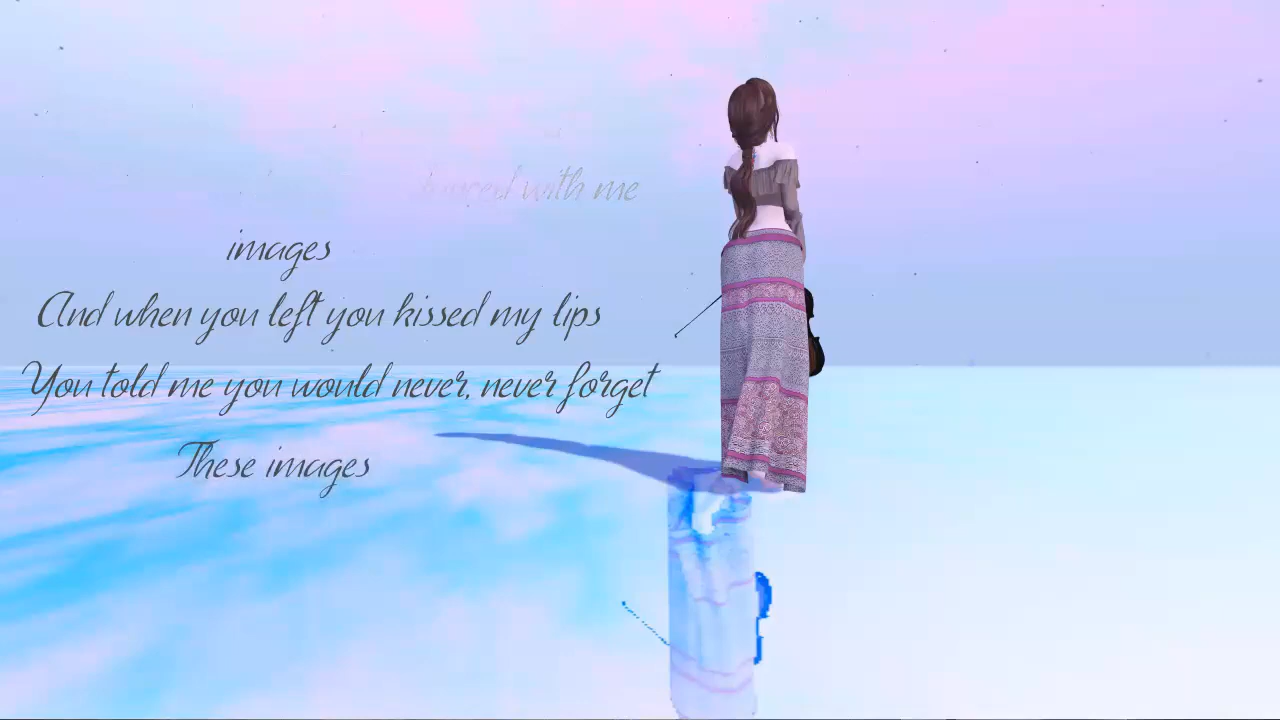 with me
images
And when you left you kissed my lips
You told me you would never, never forget
These images